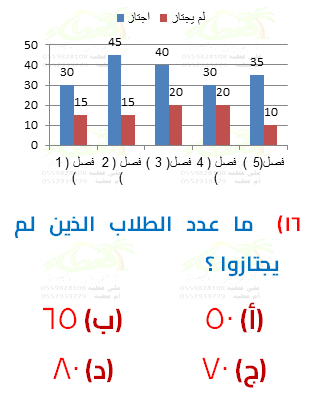 اجتاز لم يجتاز
50
45
40
40
35
30
30
30
20
20
20
15
15
10
10
0
فصل ( 1 ) فصل ( 2 ) فصل( 3 ) فصل ( 4 ) فصل(5 )
١٦) ما عدد الطلاب الذين لم
يجتازوا ؟
(أ) ٥٠ (ب) ٦٥
(ج) ٧٠ (د) ٨٠